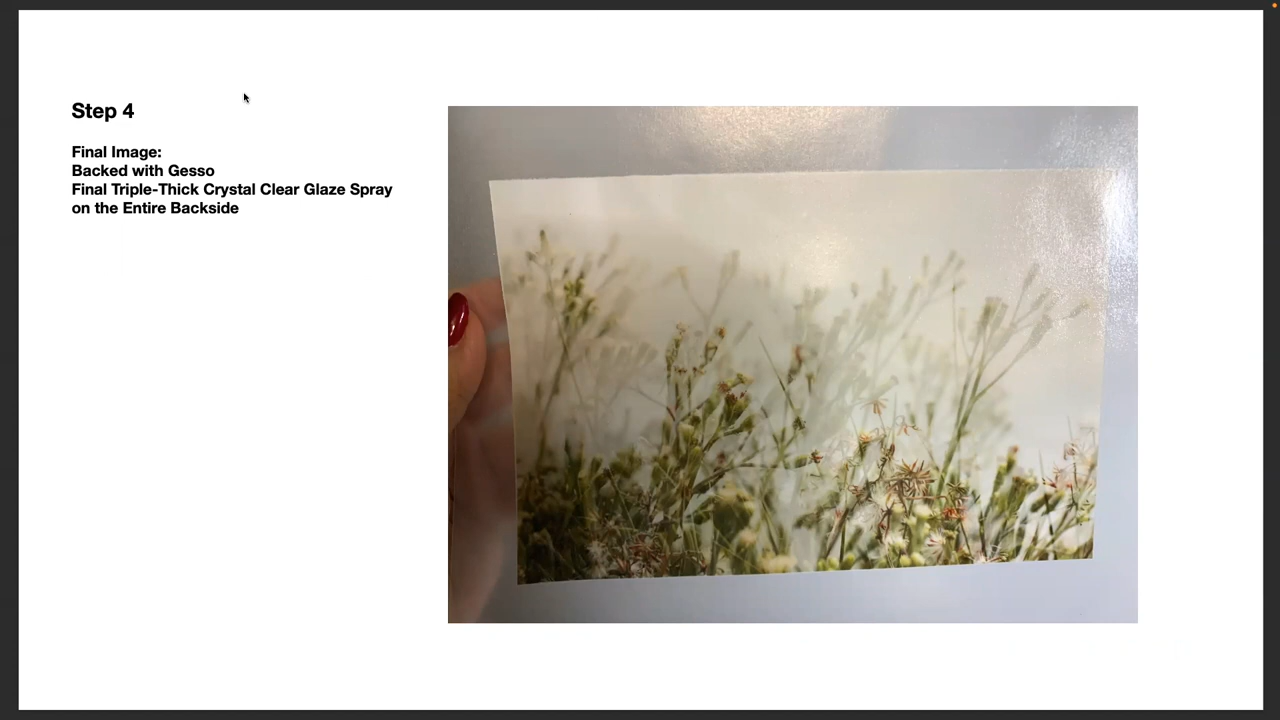 Step 4
Final Image:
Backed with Gesso
Final Triple-Thick Crystal Clear Glaze Spray
on the Entire Backside